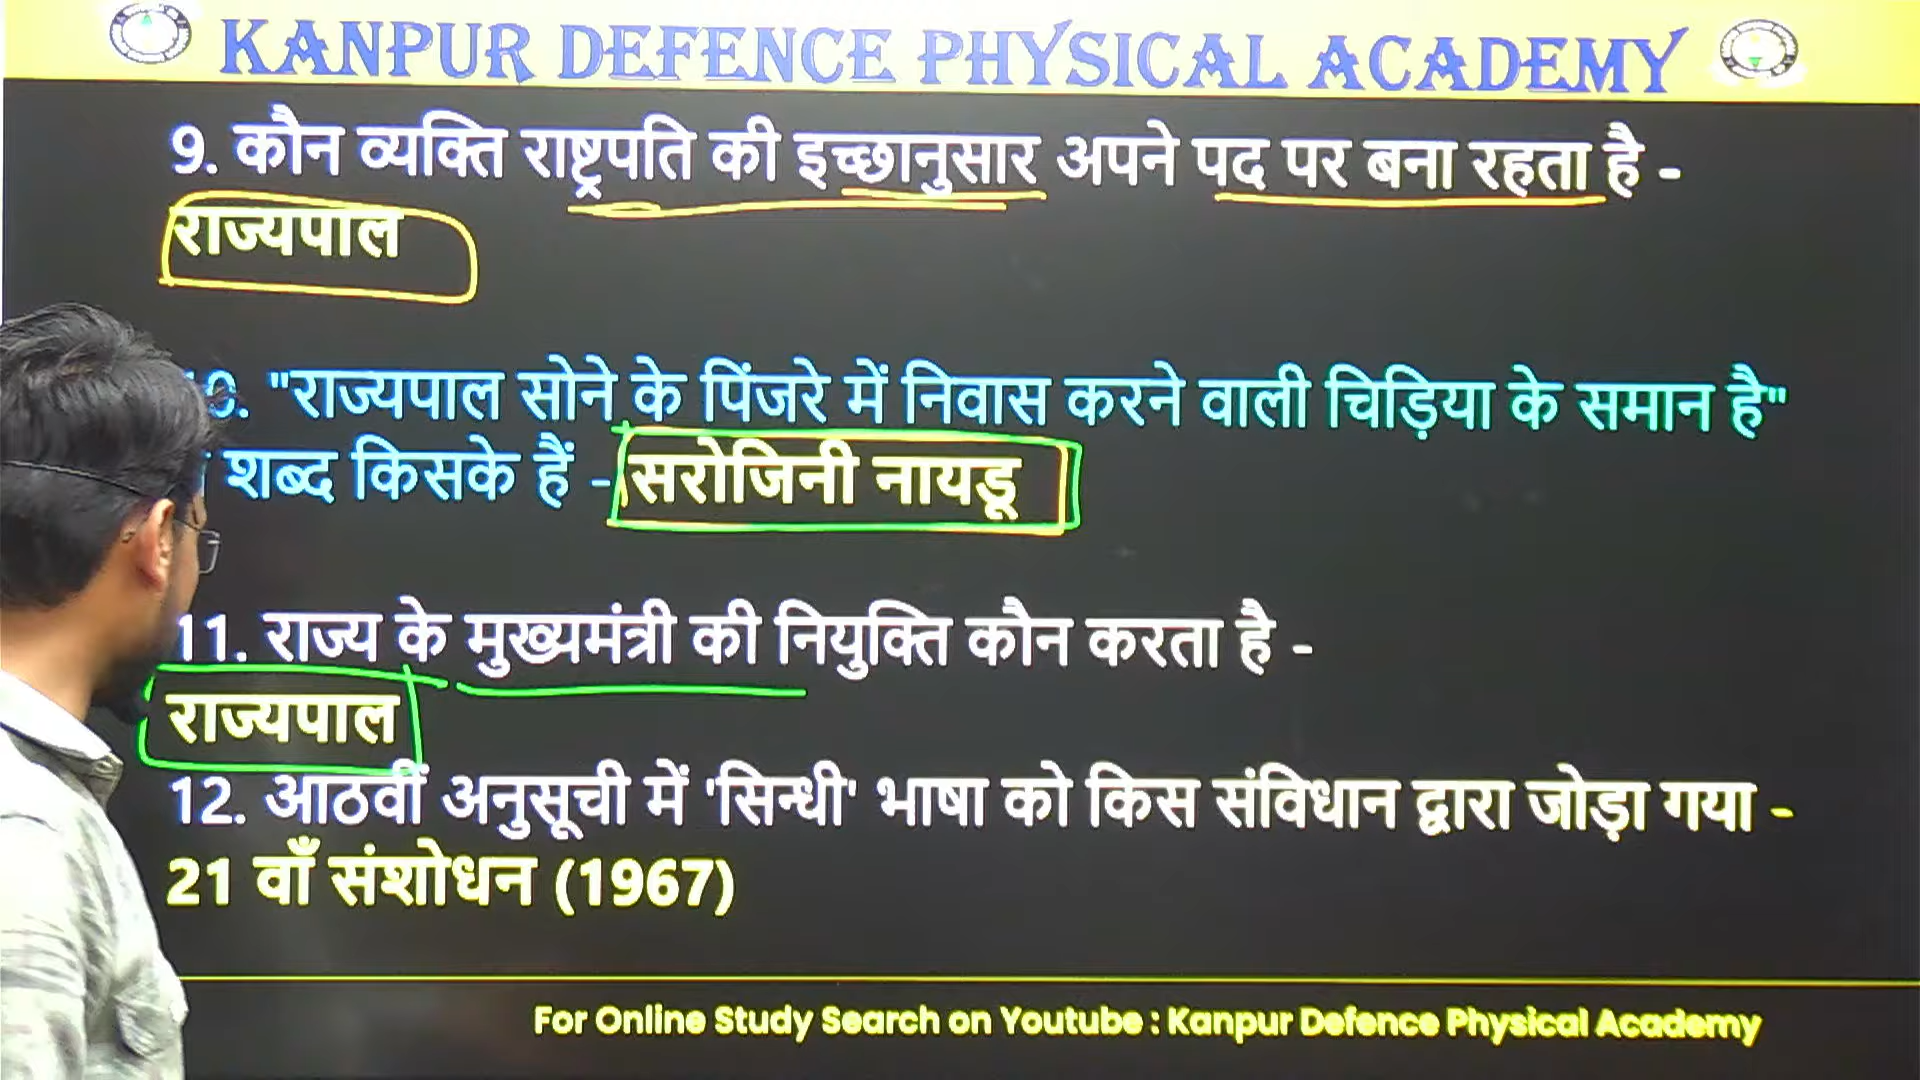 KANPUR DEFENCE PHYSICAL ACADEMY
9. कौन व्यक्ति राष्ट्रपति की इच्छानुसार अपने पद पर बना रहता है -
राज्यपाल
"राज्यपाल सोने के पिंजरे में निवास करने वाली चिड़िया के समान है"
शब्द किसके हैं - सरोजिनी नायडू
11. राज्य के मुख्यमंत्री की नियुक्ति कौन करता है -
राज्यपाल
12. आठवीं अनुसूची में 'सिन्धी' भाषा को किस संविधान द्वारा जोड़ा गया -
21 वाँ संशोधन (1967)
For Online Study Search on Youtube : Kanpur Defence Physical Academy